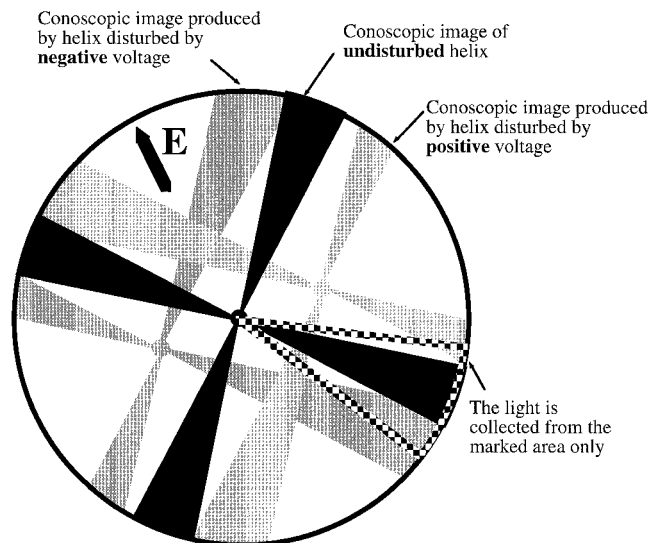 Conoscopic image produced
by helix disturbed by
negative voltage
Conoscopic image of
undisturbed helix
Conoscopic image produced
by helix disturbed by
positive voltage
E
The light is
collected from the
marked area only